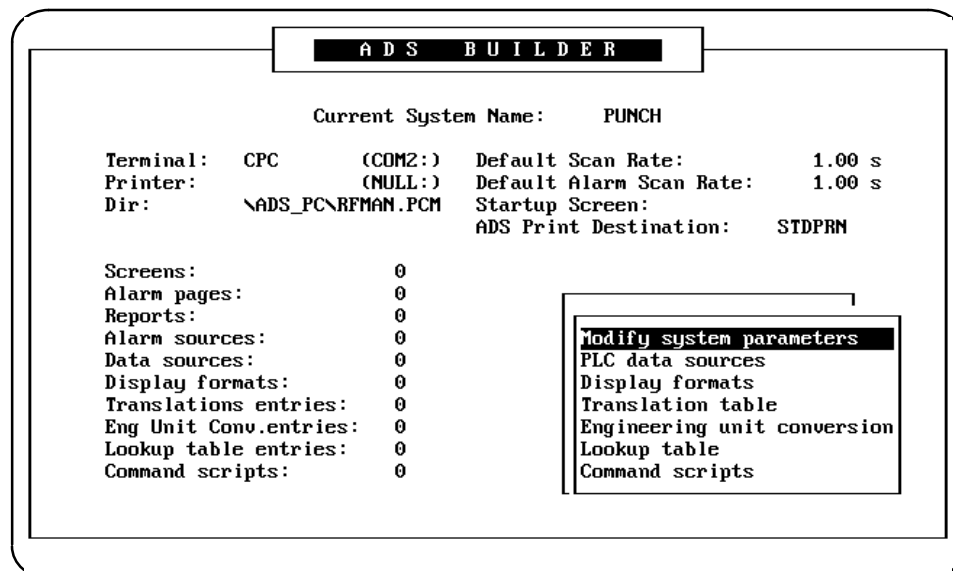 ADS BUILDER
Current System Name: PUNCH
Terminal: CPC (COM2:) Default Scan Rate: 1.00 s
Printer: (NULL:) Default Alarm Scan Rate: 1.00 s
Dir: \ADS_PC\RFMAN.PCM Startup Screen:
ADS Print Destination: STDPRN
Screens: 0
Alarm pages: 0
Reports: 0
Alarm sources: 0
Data sources: 0
Display formats: 0
Translations entries: 0
Eng Unit Conv.entries: 0
Lookup table entries: 0
Command scripts: 0
Modify system parameters
PLC data sources
Display formats
Translation table
Engineering unit conversion
Lookup table
Command scripts